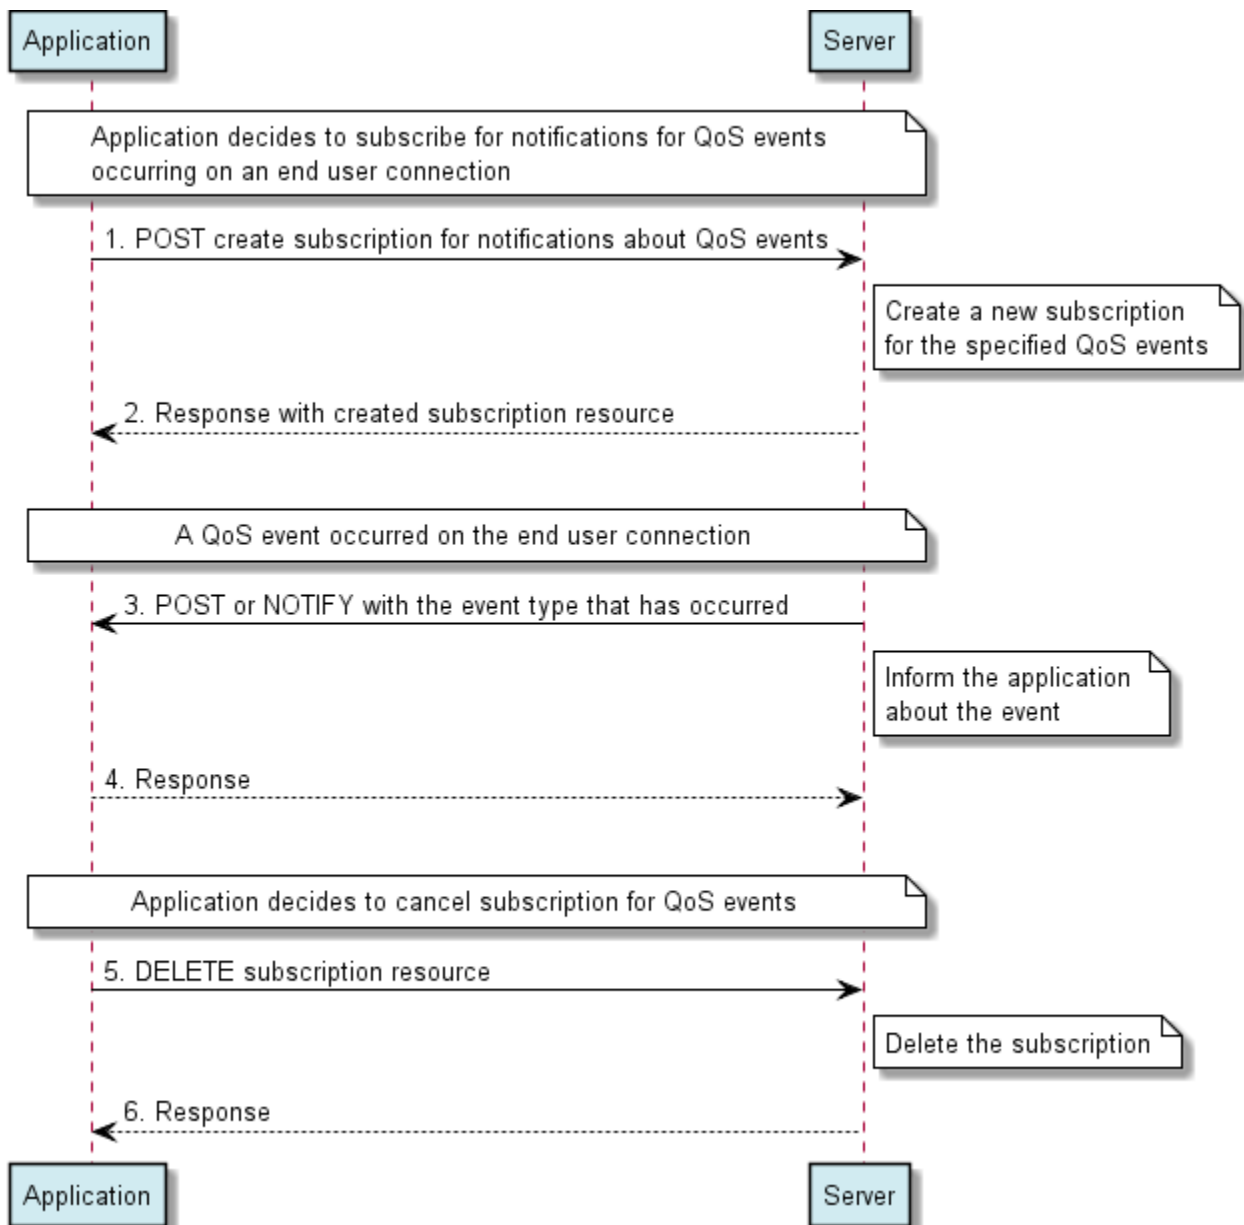 Application
Server
Application decides to subscribe for notifications for QoS events
occurring on an end user connection
1. POST create subscription for notifications about QoS events
Create a new subscription
for the specified QoS events
2. Response with created subscription resource
A QoS event occurred on the end user connection
3. POST or NOTIFY with the event type that has occurred
Inform the application
about the event
4. Response
Application decides to cancel subscription for QoS events
5. DELETE subscription resource
Delete the subscription
6. Response
Application
Server